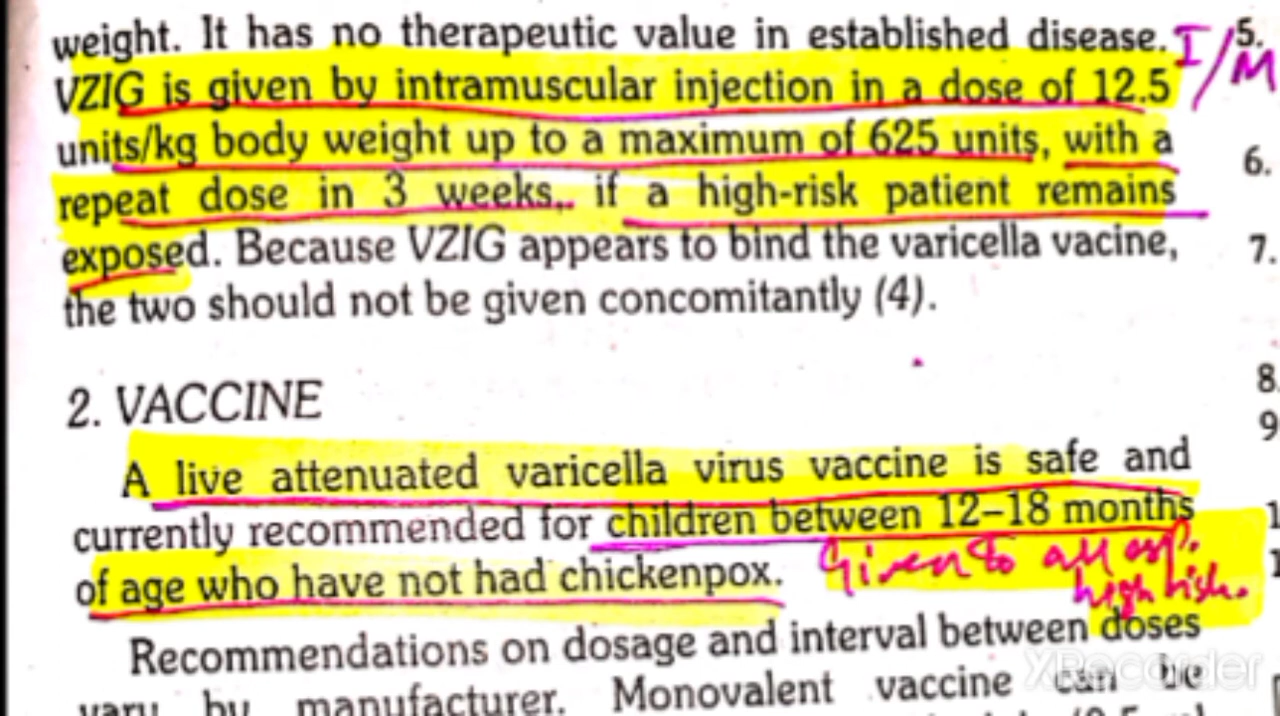 weight. It has no therapeutic value in established disease.
VZIG is given by intramuscular injection in a dose of 12.5
I/M
units/kg body weight up to a maximum of 625 units, with a
repeat dose in 3 weeks, if a high-risk patient remains
exposed. Because VZIG appears to bind the varicella vacine,
the two should not be given concomitantly (4).
2. VACCINE
A live attenuated varicella virus vaccine is safe and
currently recommended for children between 12–18 months
of age who have not had chickenpox.
Given to all esp.
high risk.
Recommendations on dosage and interval between doses
vary by manufacturer. Monovalent vaccine can be
5.
6.
7.
8.
9
1
1
XRecorder